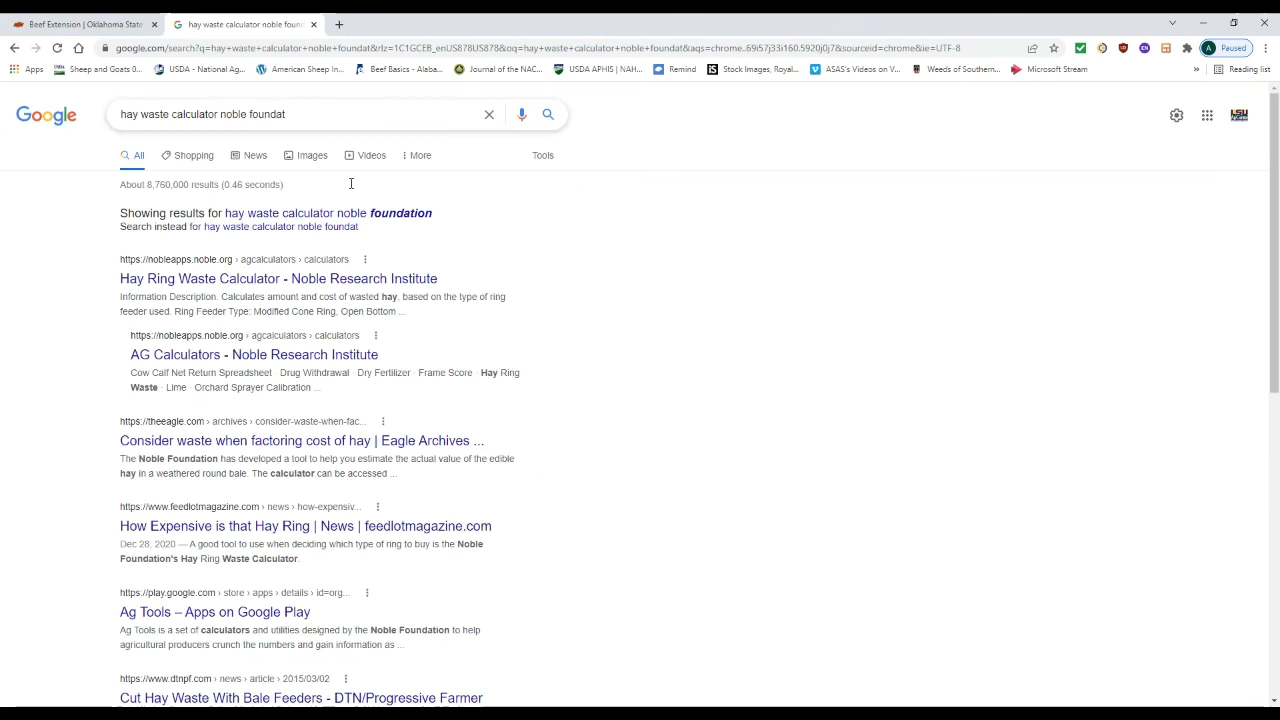 Beef Extension | Oklahoma State
hay waste calculator noble found
google.com/search?q=hay+waste+calculator+noble+foundat&rlz=1C1GCEB_enUS878US878&oq=hay+waste+calculator+noble+foundat&aqs=chrome..69i57j33i160.5920j0j7&sourceid=chrome&ie=UTF-8
A Paused
Apps Sheep and Goats 0... USDA - National Ag... American Sheep In... Beef Basics - Alaba... Journal of the NAC... USDA APHIS | NAH... Remind Stock Images, Royal... ASAS's Videos on V... Weeds of Southern... Microsoft Stream » Reading list
Google
hay waste calculator noble foundat
All Shopping News Images Videos More Tools
About 8,760,000 results (0.46 seconds)
Showing results for hay waste calculator noble foundation
Search instead for hay waste calculator noble foundat
https://nobleapps.noble.org › agcalculators › calculators
Hay Ring Waste Calculator - Noble Research Institute
Information Description. Calculates amount and cost of wasted hay, based on the type of ring
feeder used. Ring Feeder Type: Modified Cone Ring, Open Bottom ...
https://nobleapps.noble.org › agcalculators › calculators
AG Calculators - Noble Research Institute
Cow Calf Net Return Spreadsheet · Drug Withdrawal · Dry Fertilizer · Frame Score · Hay Ring
Waste · Lime · Orchard Sprayer Calibration ...
https://theeagle.com › archives › consider-waste-when-fac...
Consider waste when factoring cost of hay | Eagle Archives ...
The Noble Foundation has developed a tool to help you estimate the actual value of the edible
hay in a weathered round bale. The calculator can be accessed ...
https://www.feedlotmagazine.com › news › how-expensiv...
How Expensive is that Hay Ring | News | feedlotmagazine.com
Dec 28, 2020 — A good tool to use when deciding which type of ring to buy is the Noble
Foundation's Hay Ring Waste Calculator.
https://play.google.com › store › apps › details › id=org...
Ag Tools – Apps on Google Play
Ag Tools is a set of calculators and utilities designed by the Noble Foundation to help
agricultural producers crunch the numbers and gain information as ...
https://www.dtnpf.com › news › article › 2015/03/02
Cut Hay Waste With Bale Feeders - DTN/Progressive Farmer